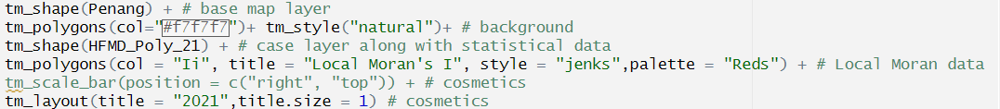 tm_shape(Penang) + # base map layer
tm_polygons(col="#f7f7f7")+ tm_style("natural")+ # background
tm_shape(HFMD_Poly_21) + # case layer along with statistical data
tm_polygons(col = "Ii", title = "Local Moran's I", style = "jenks",palette = "Reds") + # Local Moran data
tm_scale_bar(position = c("right", "top")) + # cosmetics
tm_layout(title = "2021",title.size = 1) # cosmetics